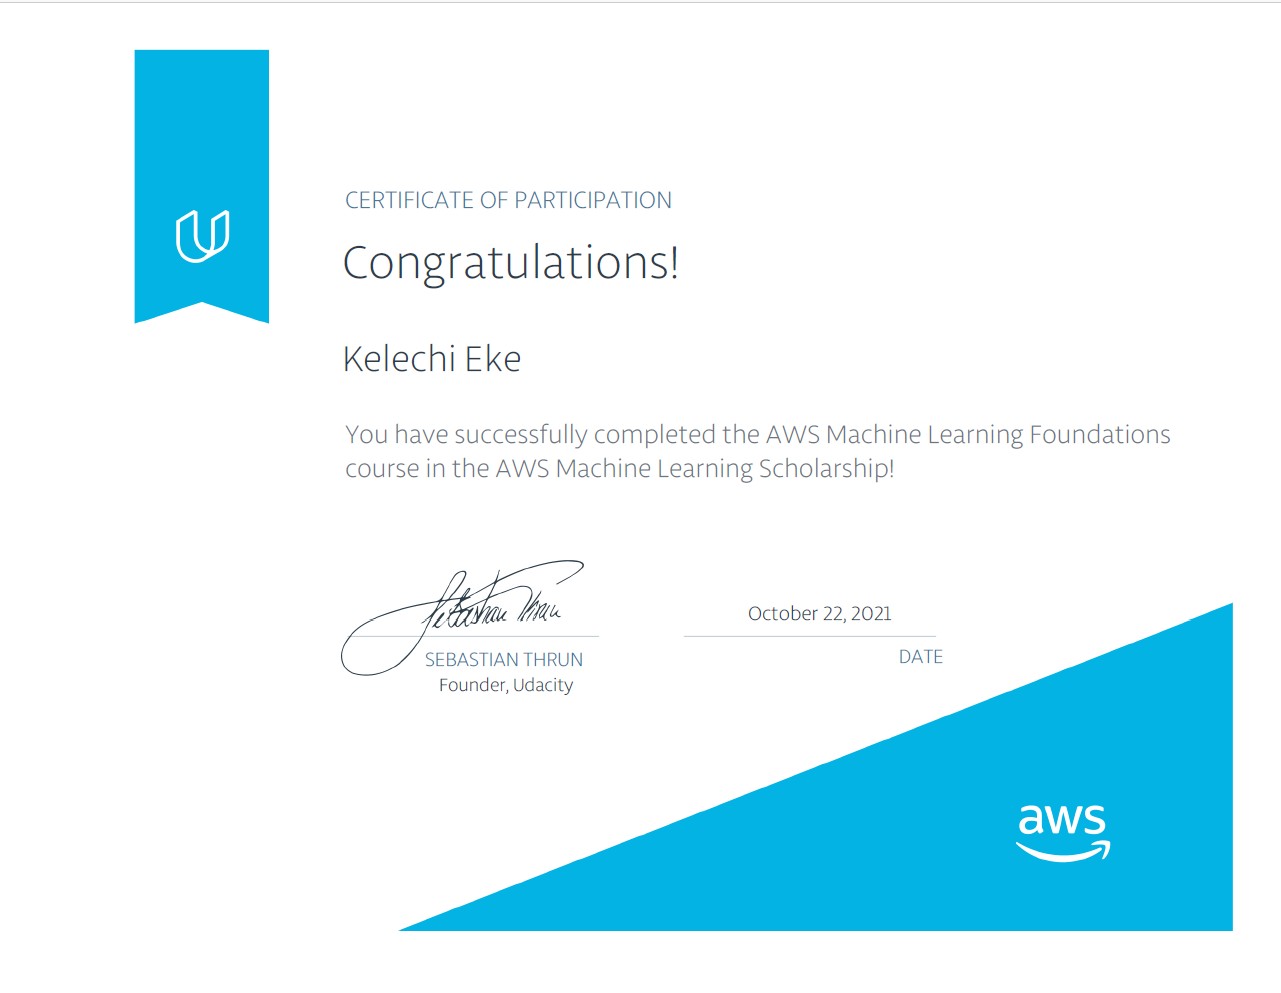 CERTIFICATE OF PARTICIPATION
Congratulations!
Kelechi Eke
You have successfully completed the AWS Machine Learning Foundations
course in the AWS Machine Learning Scholarship!
Sebastian Thrun
October 22, 2021
SEBASTIAN THRUN
DATE
Founder, Udacity
aws